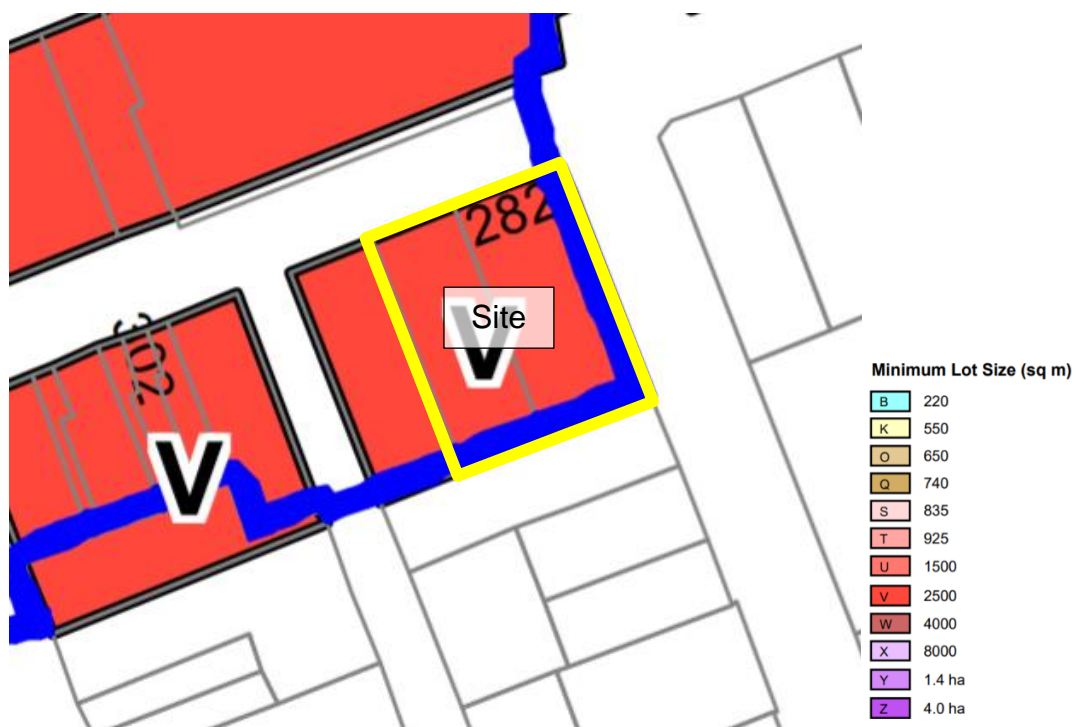 282
Site
V
302
V
Minimum Lot Size (sq m)
B 220
K 550
O 650
Q 740
S 835
T 925
U 1500
V 2500
W 4000
X 8000
Y 1.4 ha
Z 4.0 ha